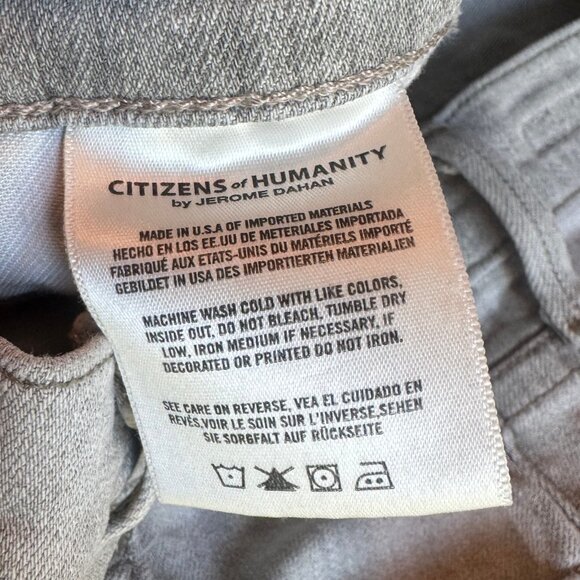 CITIZENS of HUMANITY
by JEROME DAHAN
MADE IN U.S.A OF IMPORTED MATERIALS
HECHO EN LOS EE.UU DE METERIALES IMPORTADA
FABRIQUÉ AUX ETATS-UNIS DU MATÉRIELS IMPORTÉ
GEBILDET IN USA DES IMPORTIERTEN MATERIALIEN
MACHINE WASH COLD WITH LIKE COLORS,
INSIDE OUT, DO NOT BLEACH, TUMBLE DRY
LOW, IRON MEDIUM IF NECESSARY, IF
DECORATED OR PRINTED DO NOT IRON.
SEE CARE ON REVERSE, VEA EL CUIDADO EN
REVÉS,VOIR LE SOIN SUR L'INVERSE,SEHEN
SIE SORGFALT AUF RÜCKSEITE